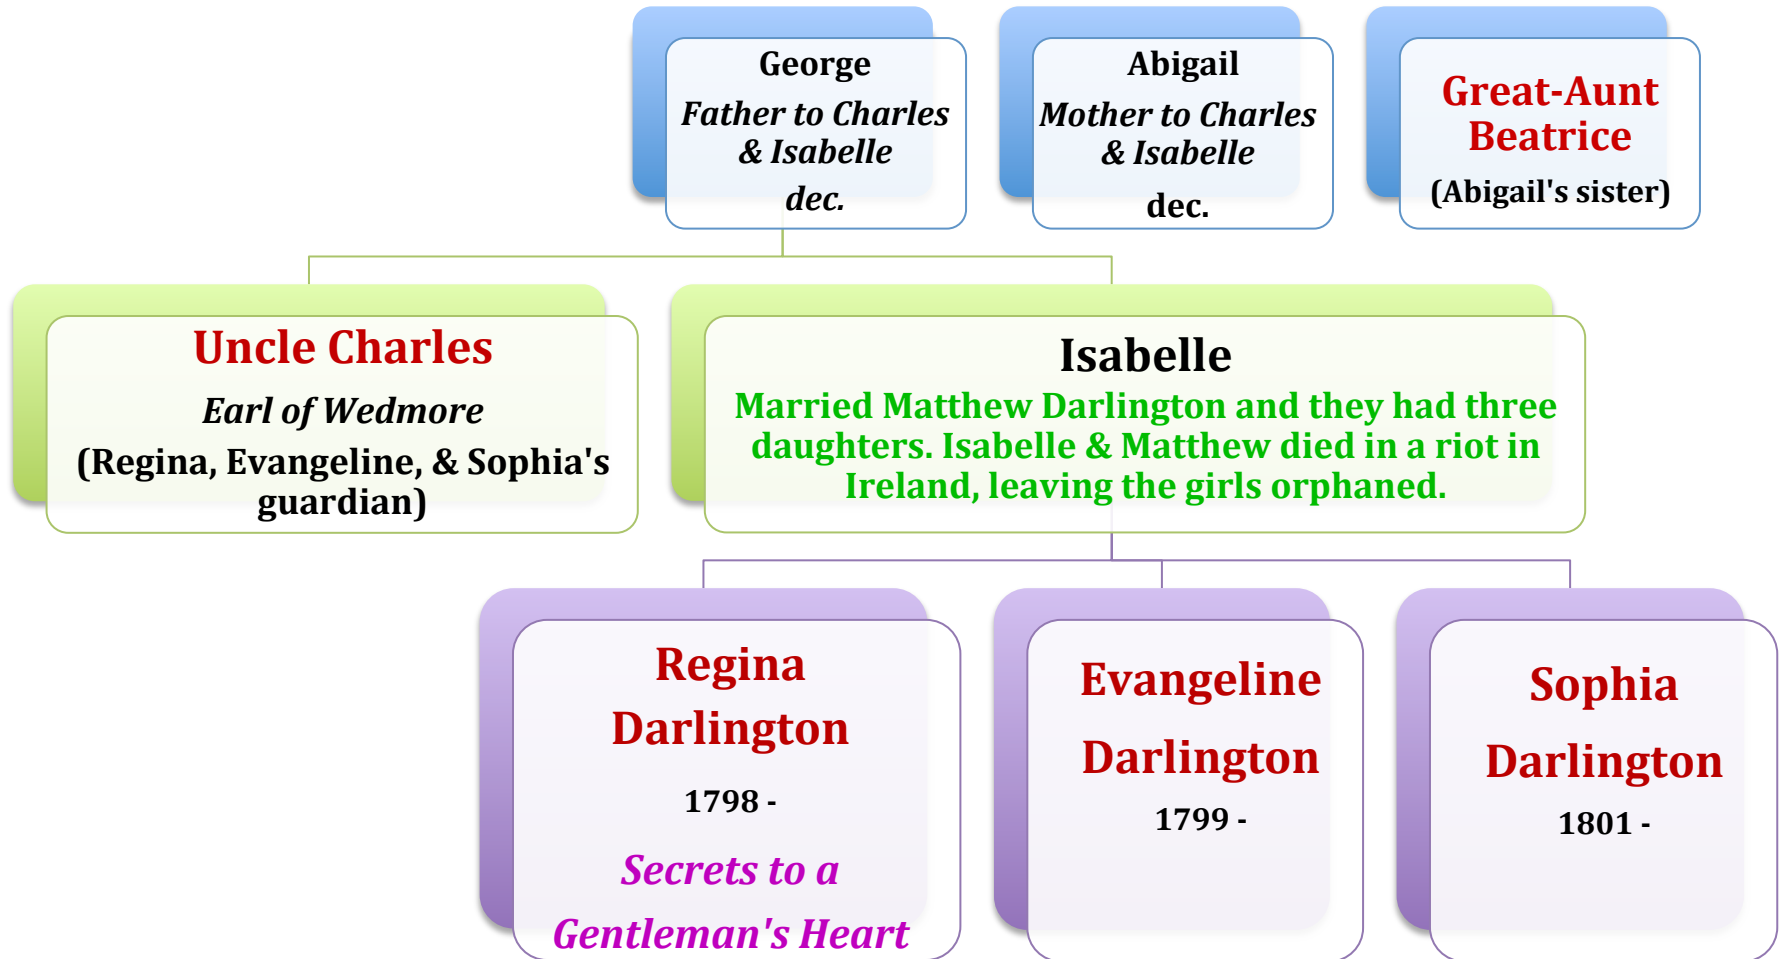 George
Father to Charles
& Isabelle
dec.
Abigail
Mother to Charles
& Isabelle
dec.
Great-Aunt
Beatrice
(Abigail's sister)
Uncle Charles
Earl of Wedmore
(Regina, Evangeline, & Sophia's
guardian)
Isabelle
Married Matthew Darlington and they had three
daughters. Isabelle & Matthew died in a riot in
Ireland, leaving the girls orphaned.
Regina
Darlington
1798 -
Secrets to a
Gentleman's Heart
Evangeline
Darlington
1799 -
Sophia
Darlington
1801 -